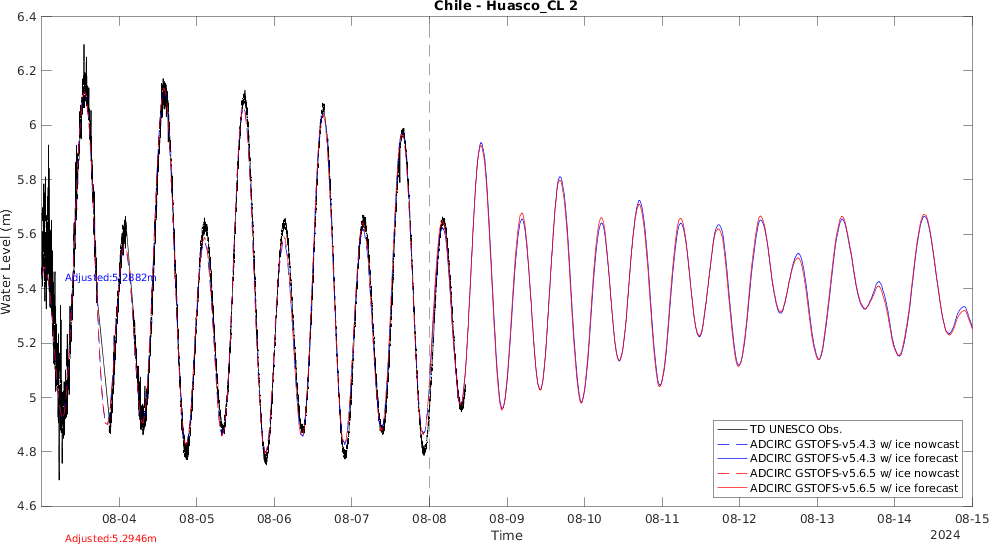 Chile - Huasco_CL 2
6.4
6.2
6
5.8
5.6
5.4
5.2
5
4.8
4.6
Water Level (m)
Adjusted:5.2882m
TD UNESCO Obs.
ADCIRC GSTOFS-v5.4.3 w/ ice nowcast
ADCIRC GSTOFS-v5.4.3 w/ ice forecast
ADCIRC GSTOFS-v5.6.5 w/ ice nowcast
ADCIRC GSTOFS-v5.6.5 w/ ice forecast
08-04 08-05 08-06 08-07 08-08 08-09 08-10 08-11 08-12 08-13 08-14 08-15
Time
2024
Adjusted:5.2946m